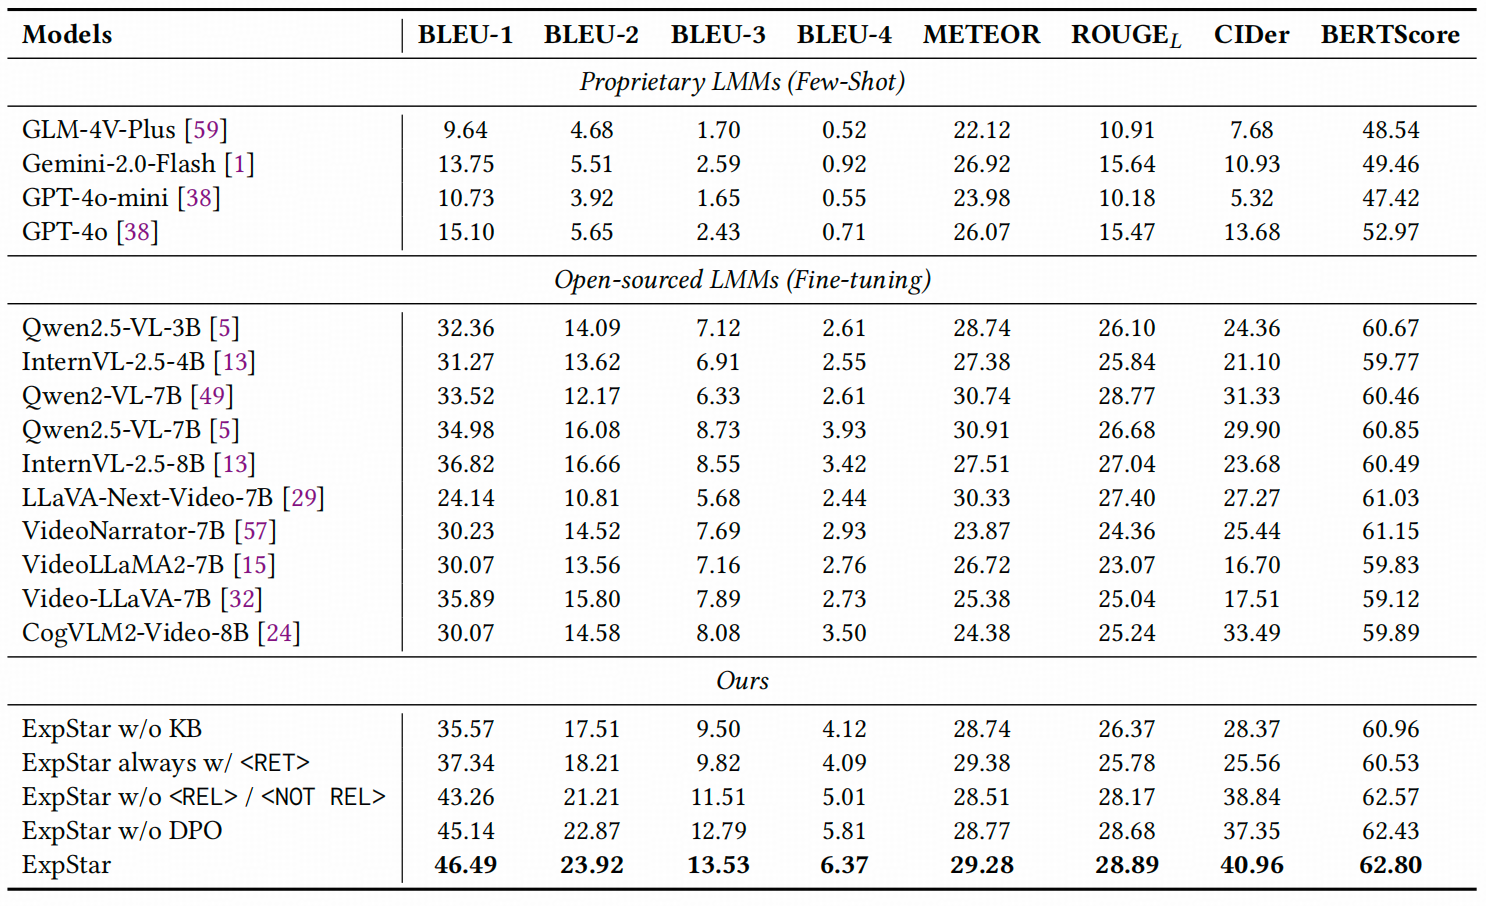 Models BLEU-1 BLEU-2 BLEU-3 BLEU-4 METEOR ROUGE_L CIDer BERTScore
Proprietary LMMs (Few-Shot)
GLM-4V-Plus [59] 9.64 4.68 1.70 0.52 22.12 10.91 7.68 48.54
Gemini-2.0-Flash [1] 13.75 5.51 2.59 0.92 26.92 15.64 10.93 49.46
GPT-4o-mini [38] 10.73 3.92 1.65 0.55 23.98 10.18 5.32 47.42
GPT-4o [38] 15.10 5.65 2.43 0.71 26.07 15.47 13.68 52.97
Open-sourced LMMs (Fine-tuning)
Qwen2.5-VL-3B [5] 32.36 14.09 7.12 2.61 28.74 26.10 24.36 60.67
InternVL-2.5-4B [13] 31.27 13.62 6.91 2.55 27.38 25.84 21.10 59.77
Qwen2-VL-7B [49] 33.52 12.17 6.33 2.61 30.74 28.77 31.33 60.46
Qwen2.5-VL-7B [5] 34.98 16.08 8.73 3.93 30.91 26.68 29.90 60.85
InternVL-2.5-8B [13] 36.82 16.66 8.55 3.42 27.51 27.04 23.68 60.49
LLaVA-Next-Video-7B [29] 24.14 10.81 5.68 2.44 30.33 27.40 27.27 61.03
VideoNarrator-7B [57] 30.23 14.52 7.69 2.93 23.87 24.36 25.44 61.15
VideoLLaMA2-7B [15] 30.07 13.56 7.16 2.76 26.72 23.07 16.70 59.83
Video-LLaVA-7B [32] 35.89 15.80 7.89 2.73 25.38 25.04 17.51 59.12
CogVLM2-Video-8B [24] 30.07 14.58 8.08 3.50 24.38 25.24 33.49 59.89
Ours
ExpStar w/o KB 35.57 17.51 9.50 4.12 28.74 26.37 28.37 60.96
ExpStar always w/ <RET> 37.34 18.21 9.82 4.09 29.38 25.78 25.56 60.53
ExpStar w/o <REL> / <NOT REL> 43.26 21.21 11.51 5.01 28.51 28.17 38.84 62.57
ExpStar w/o DPO 45.14 22.87 12.79 5.81 28.77 28.68 37.35 62.43
ExpStar 46.49 23.92 13.53 6.37 29.28 28.89 40.96 62.80